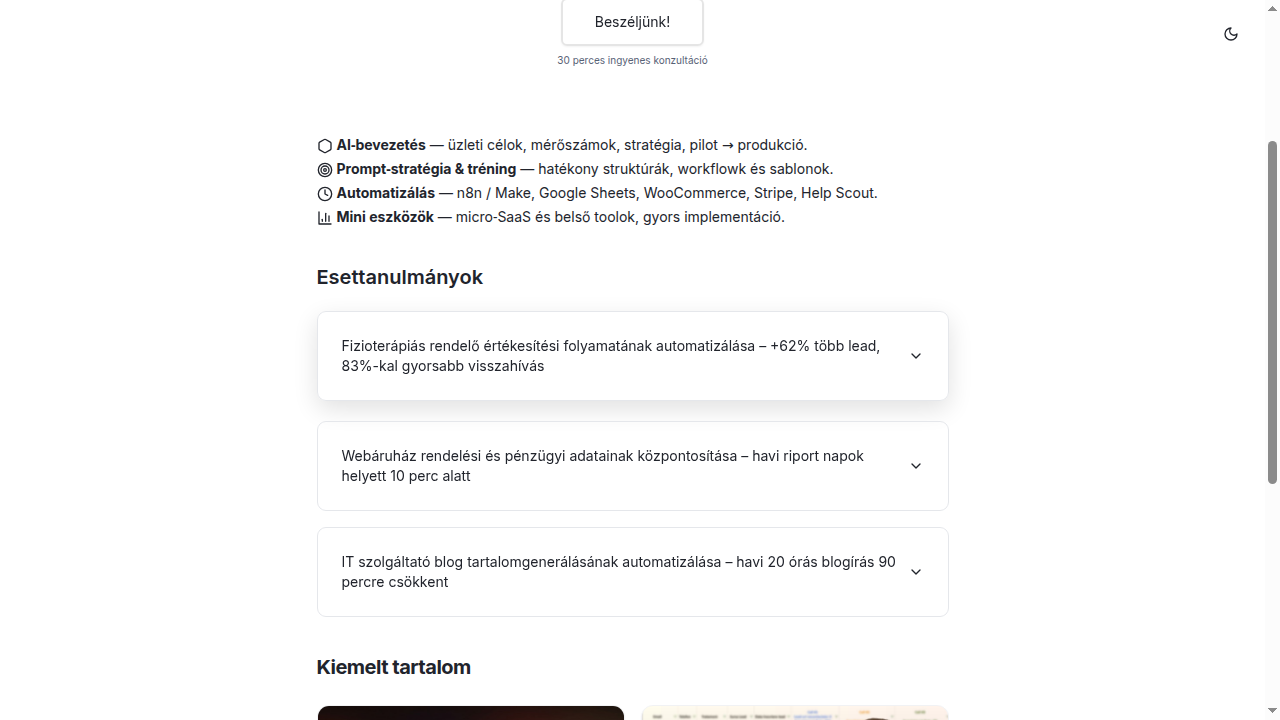 Beszéljünk!
30 perces ingyenes konzultáció
AI-bevezetés — üzleti célok, mérőszámok, stratégia, pilot → produkció.
Prompt-stratégia & tréning — hatékony struktúrák, workflowk és sablonok.
Automatizálás — n8n / Make, Google Sheets, WooCommerce, Stripe, Help Scout.
Mini eszközök — micro-SaaS és belső toolok, gyors implementáció.
Esettanulmányok
Fizioterápiás rendelő értékesítési folyamatának automatizálása – +62% több lead,
83%-kal gyorsabb visszahívás
Webáruház rendelési és pénzügyi adatainak központosítása – havi riport napok
helyett 10 perc alatt
IT szolgáltató blog tartalomgenerálásának automatizálása – havi 20 órás blogírás 90
percre csökkent
Kiemelt tartalom